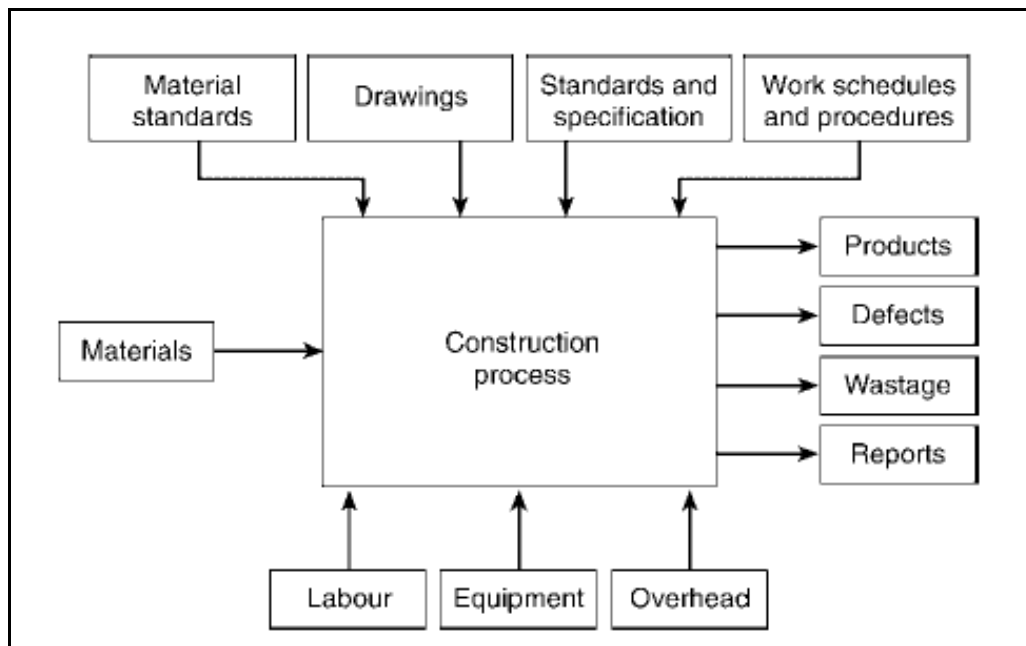 Material
standards
Drawings
Standards and
specification
Work schedules
and procedures
Products
Defects
Materials
Construction
process
Wastage
Reports
Labour
Equipment
Overhead